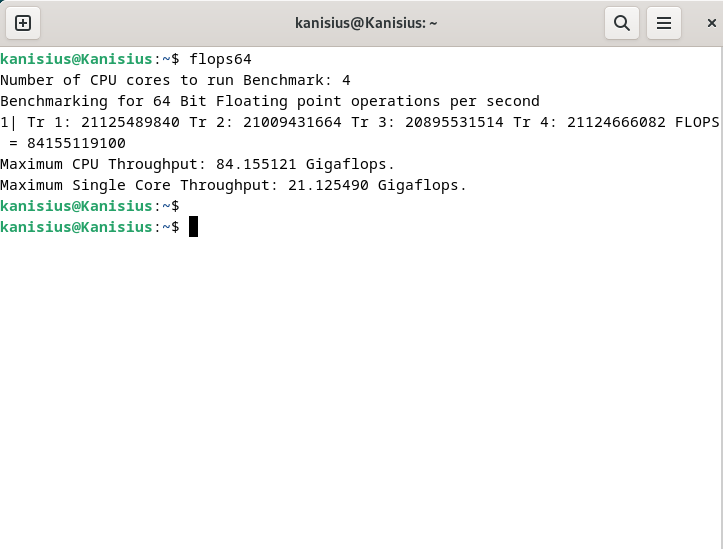 kanisius@Kanisius: ~
kanisius@Kanisius:~$ flops64
Number of CPU cores to run Benchmark: 4
Benchmarking for 64 Bit Floating point operations per second
1| Tr 1: 21125489840 Tr 2: 21009431664 Tr 3: 20895531514 Tr 4: 21124666082 FLOPS
 = 84155119100
Maximum CPU Throughput: 84.155121 Gigaflops.
Maximum Single Core Throughput: 21.125490 Gigaflops.
kanisius@Kanisius:~$
kanisius@Kanisius:~$